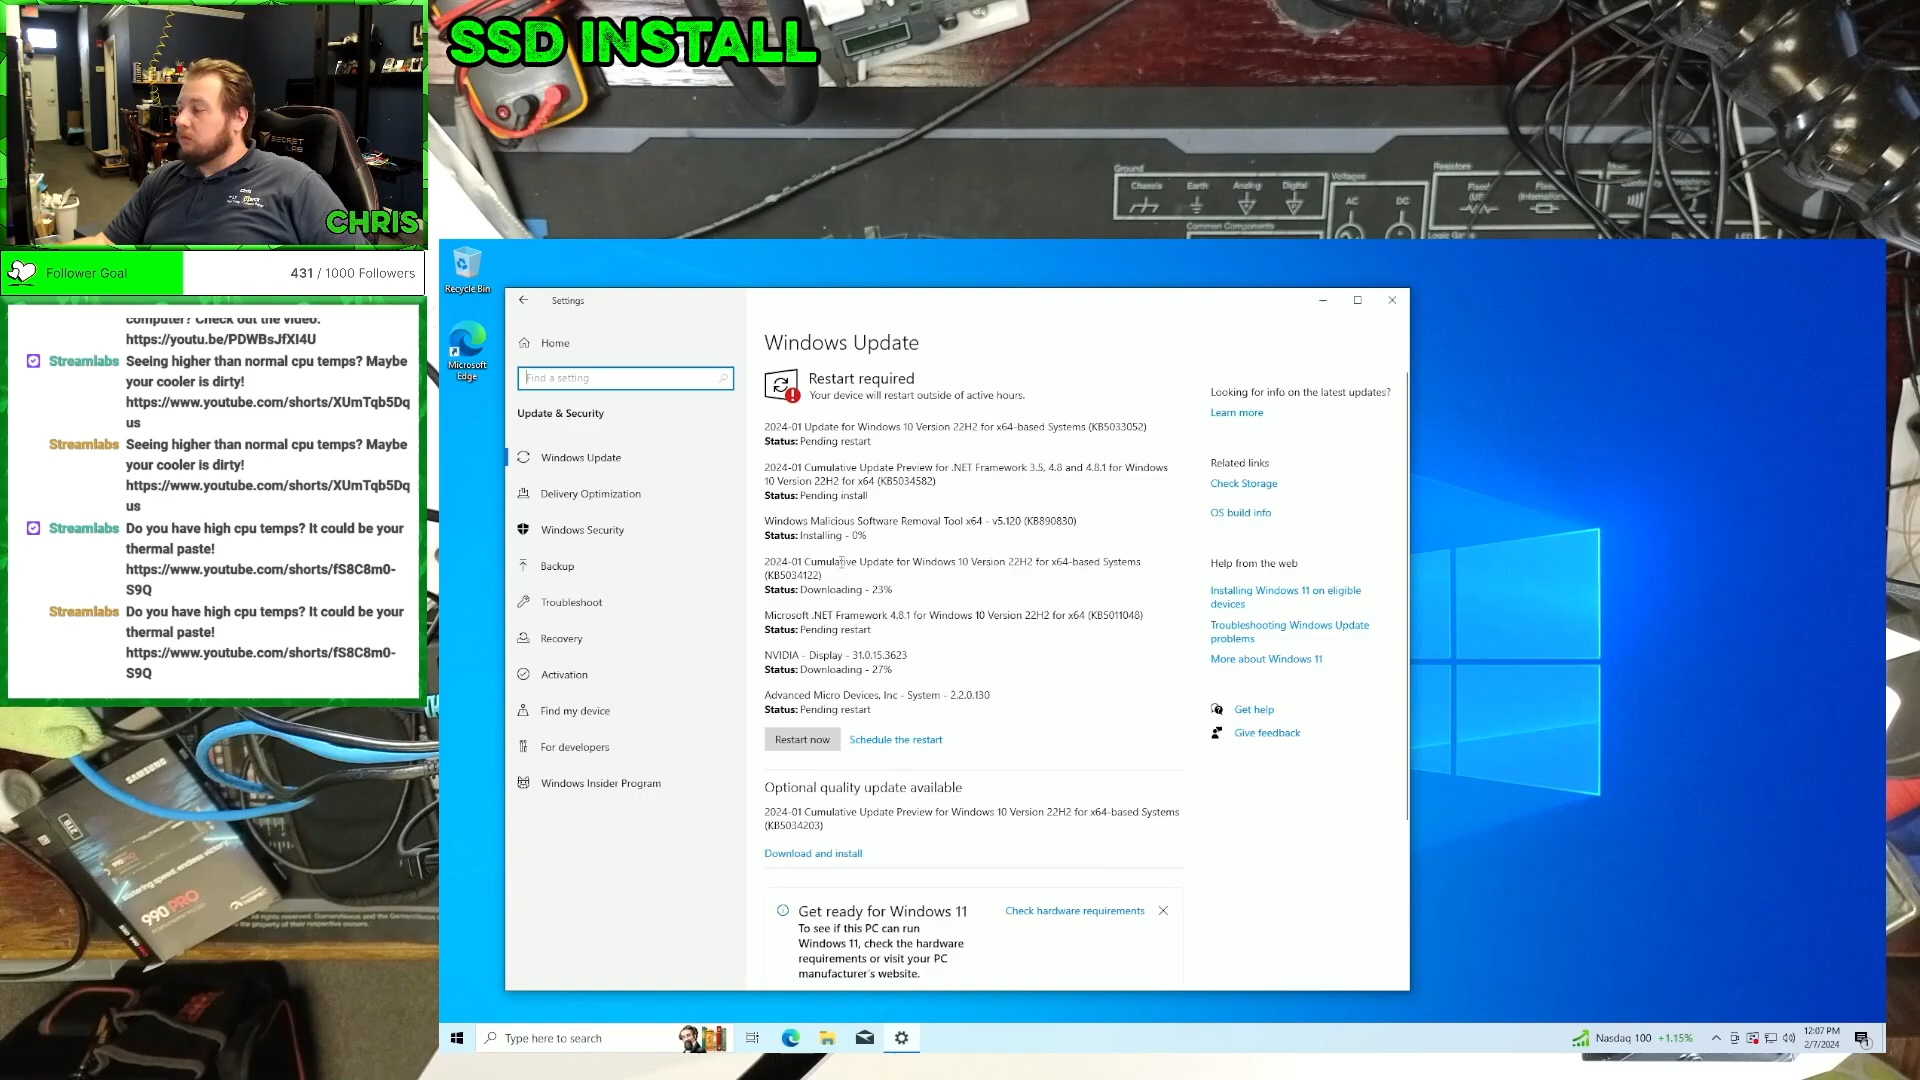 SSD INSTALL
SECRET
LAB
CHRIS
Follower Goal
431 / 1000 Followers
computer? Check out the video:
https://youtu.be/PDWBsJfXI4U
Streamlabs Seeing higher than normal cpu temps? Maybe
your cooler is dirty!
https://www.youtube.com/shorts/XUmTqb5Dq
us
Streamlabs Seeing higher than normal cpu temps? Maybe
your cooler is dirty!
https://www.youtube.com/shorts/XUmTqb5Dq
us
Streamlabs Do you have high cpu temps? It could be your
thermal paste!
https://www.youtube.com/shorts/fS8C8m0-
S9Q
Streamlabs Do you have high cpu temps? It could be your
thermal paste!
https://www.youtube.com/shorts/fS8C8m0-
S9Q
Ground
Chassis Earth Analog Digital
Voltages
AC DC
Resistors
Common Components
SAMSUNG
990 PRO
Recycle Bin
Microsoft
Edge
Settings
Home
Find a setting
Update & Security
Windows Update
Delivery Optimization
Windows Security
Backup
Troubleshoot
Recovery
Activation
Find my device
For developers
Windows Insider Program
Windows Update
Restart required
Your device will restart outside of active hours.
2024-01 Update for Windows 10 Version 22H2 for x64-based Systems (KB5033052)
Status: Pending restart
2024-01 Cumulative Update Preview for .NET Framework 3.5, 4.8 and 4.8.1 for Windows
10 Version 22H2 for x64 (KB5034582)
Status: Pending install
Windows Malicious Software Removal Tool x64 - v5.120 (KB890830)
Status: Installing - 0%
2024-01 Cumulative Update for Windows 10 Version 22H2 for x64-based Systems
(KB5034122)
Status: Downloading - 23%
Microsoft .NET Framework 4.8.1 for Windows 10 Version 22H2 for x64 (KB5011048)
Status: Pending restart
NVIDIA - Display - 31.0.15.3623
Status: Downloading - 27%
Advanced Micro Devices, Inc - System - 2.2.0.130
Status: Pending restart
Restart now Schedule the restart
Optional quality update available
2024-01 Cumulative Update Preview for Windows 10 Version 22H2 for x64-based Systems
(KB5034203)
Download and install
Get ready for Windows 11
Check hardware requirements
To see if this PC can run
Windows 11, check the hardware
requirements or visit your PC
manufacturer's website.
Looking for info on the latest updates?
Learn more
Related links
Check Storage
OS build info
Help from the web
Installing Windows 11 on eligible
devices
Troubleshooting Windows Update
problems
More about Windows 11
Get help
Give feedback
Type here to search
Nasdaq 100 +1.15%
12:07 PM
2/7/2024